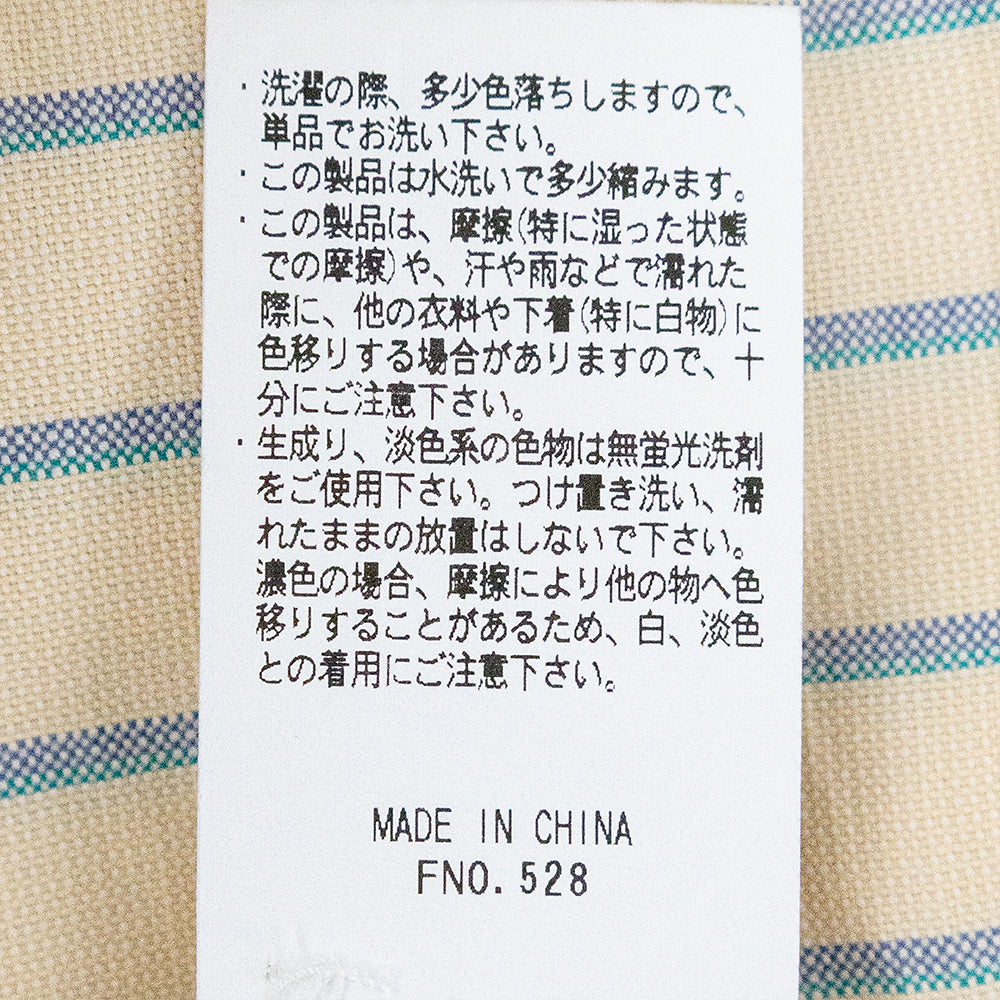 ・洗濯の際、多少色落ちしますので、
単品でお洗い下さい。
・この製品は水洗いで多少縮みます。
・この製品は、摩擦(特に湿った状態
での摩擦)や、汗や雨などで濡れた
際に、他の衣料や下着(特に白物)に
色移りする場合がありますので、十
分にご注意下さい。
・生成り、淡色系の色物は無蛍光洗剤
をご使用下さい。つけ置き洗い、濡
れたままの放置はしないで下さい。
濃色の場合、摩擦により他の物へ色
移りすることがあるため、白、淡色
との着用にご注意下さい。
MADE IN CHINA
FNO.528